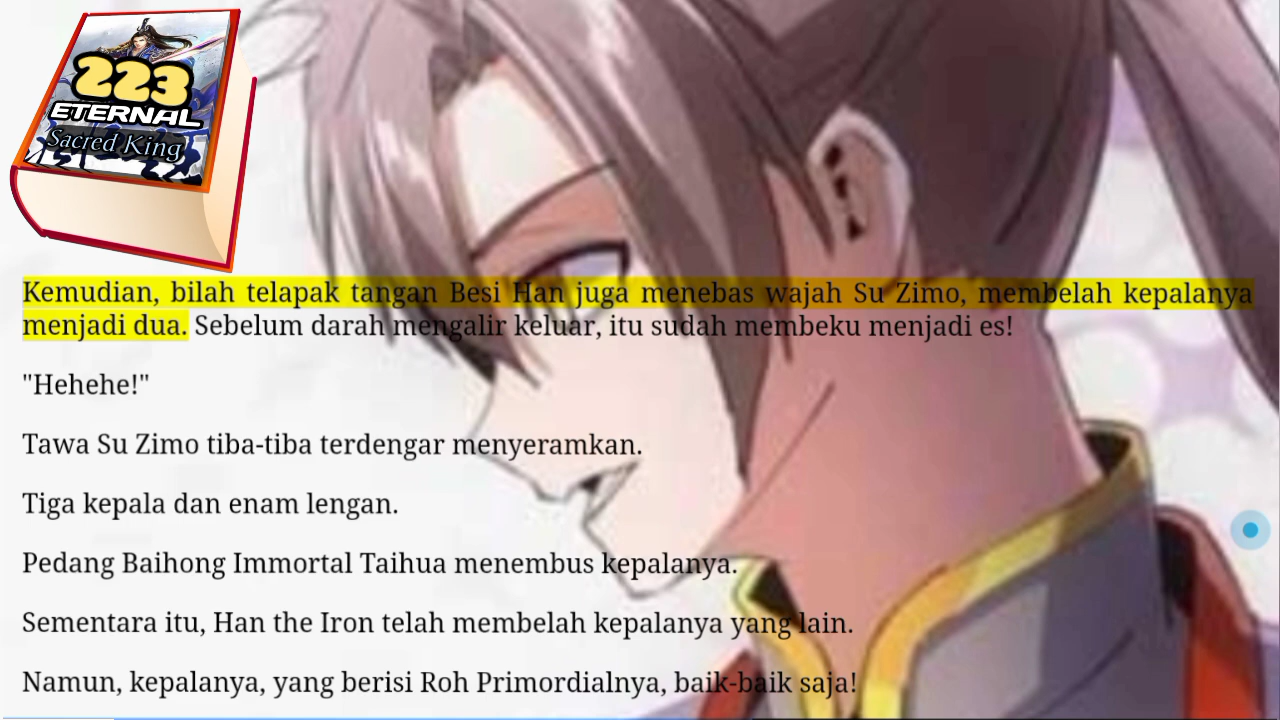 223
ETERNAL
Sacred King
Kemudian, bilah telapak tangan Besi Han juga menebas wajah Su Zimo, membelah kepalanya
menjadi dua. Sebelum darah mengalir keluar, itu sudah membeku menjadi es!
"Hehehe!"
Tawa Su Zimo tiba-tiba terdengar menyeramkan.
Tiga kepala dan enam lengan.
Pedang Baihong Immortal Taihua menembus kepalanya.
Sementara itu, Han the Iron telah membelah kepalanya yang lain.
Namun, kepalanya, yang berisi Roh Primordialnya, baik-baik saja!